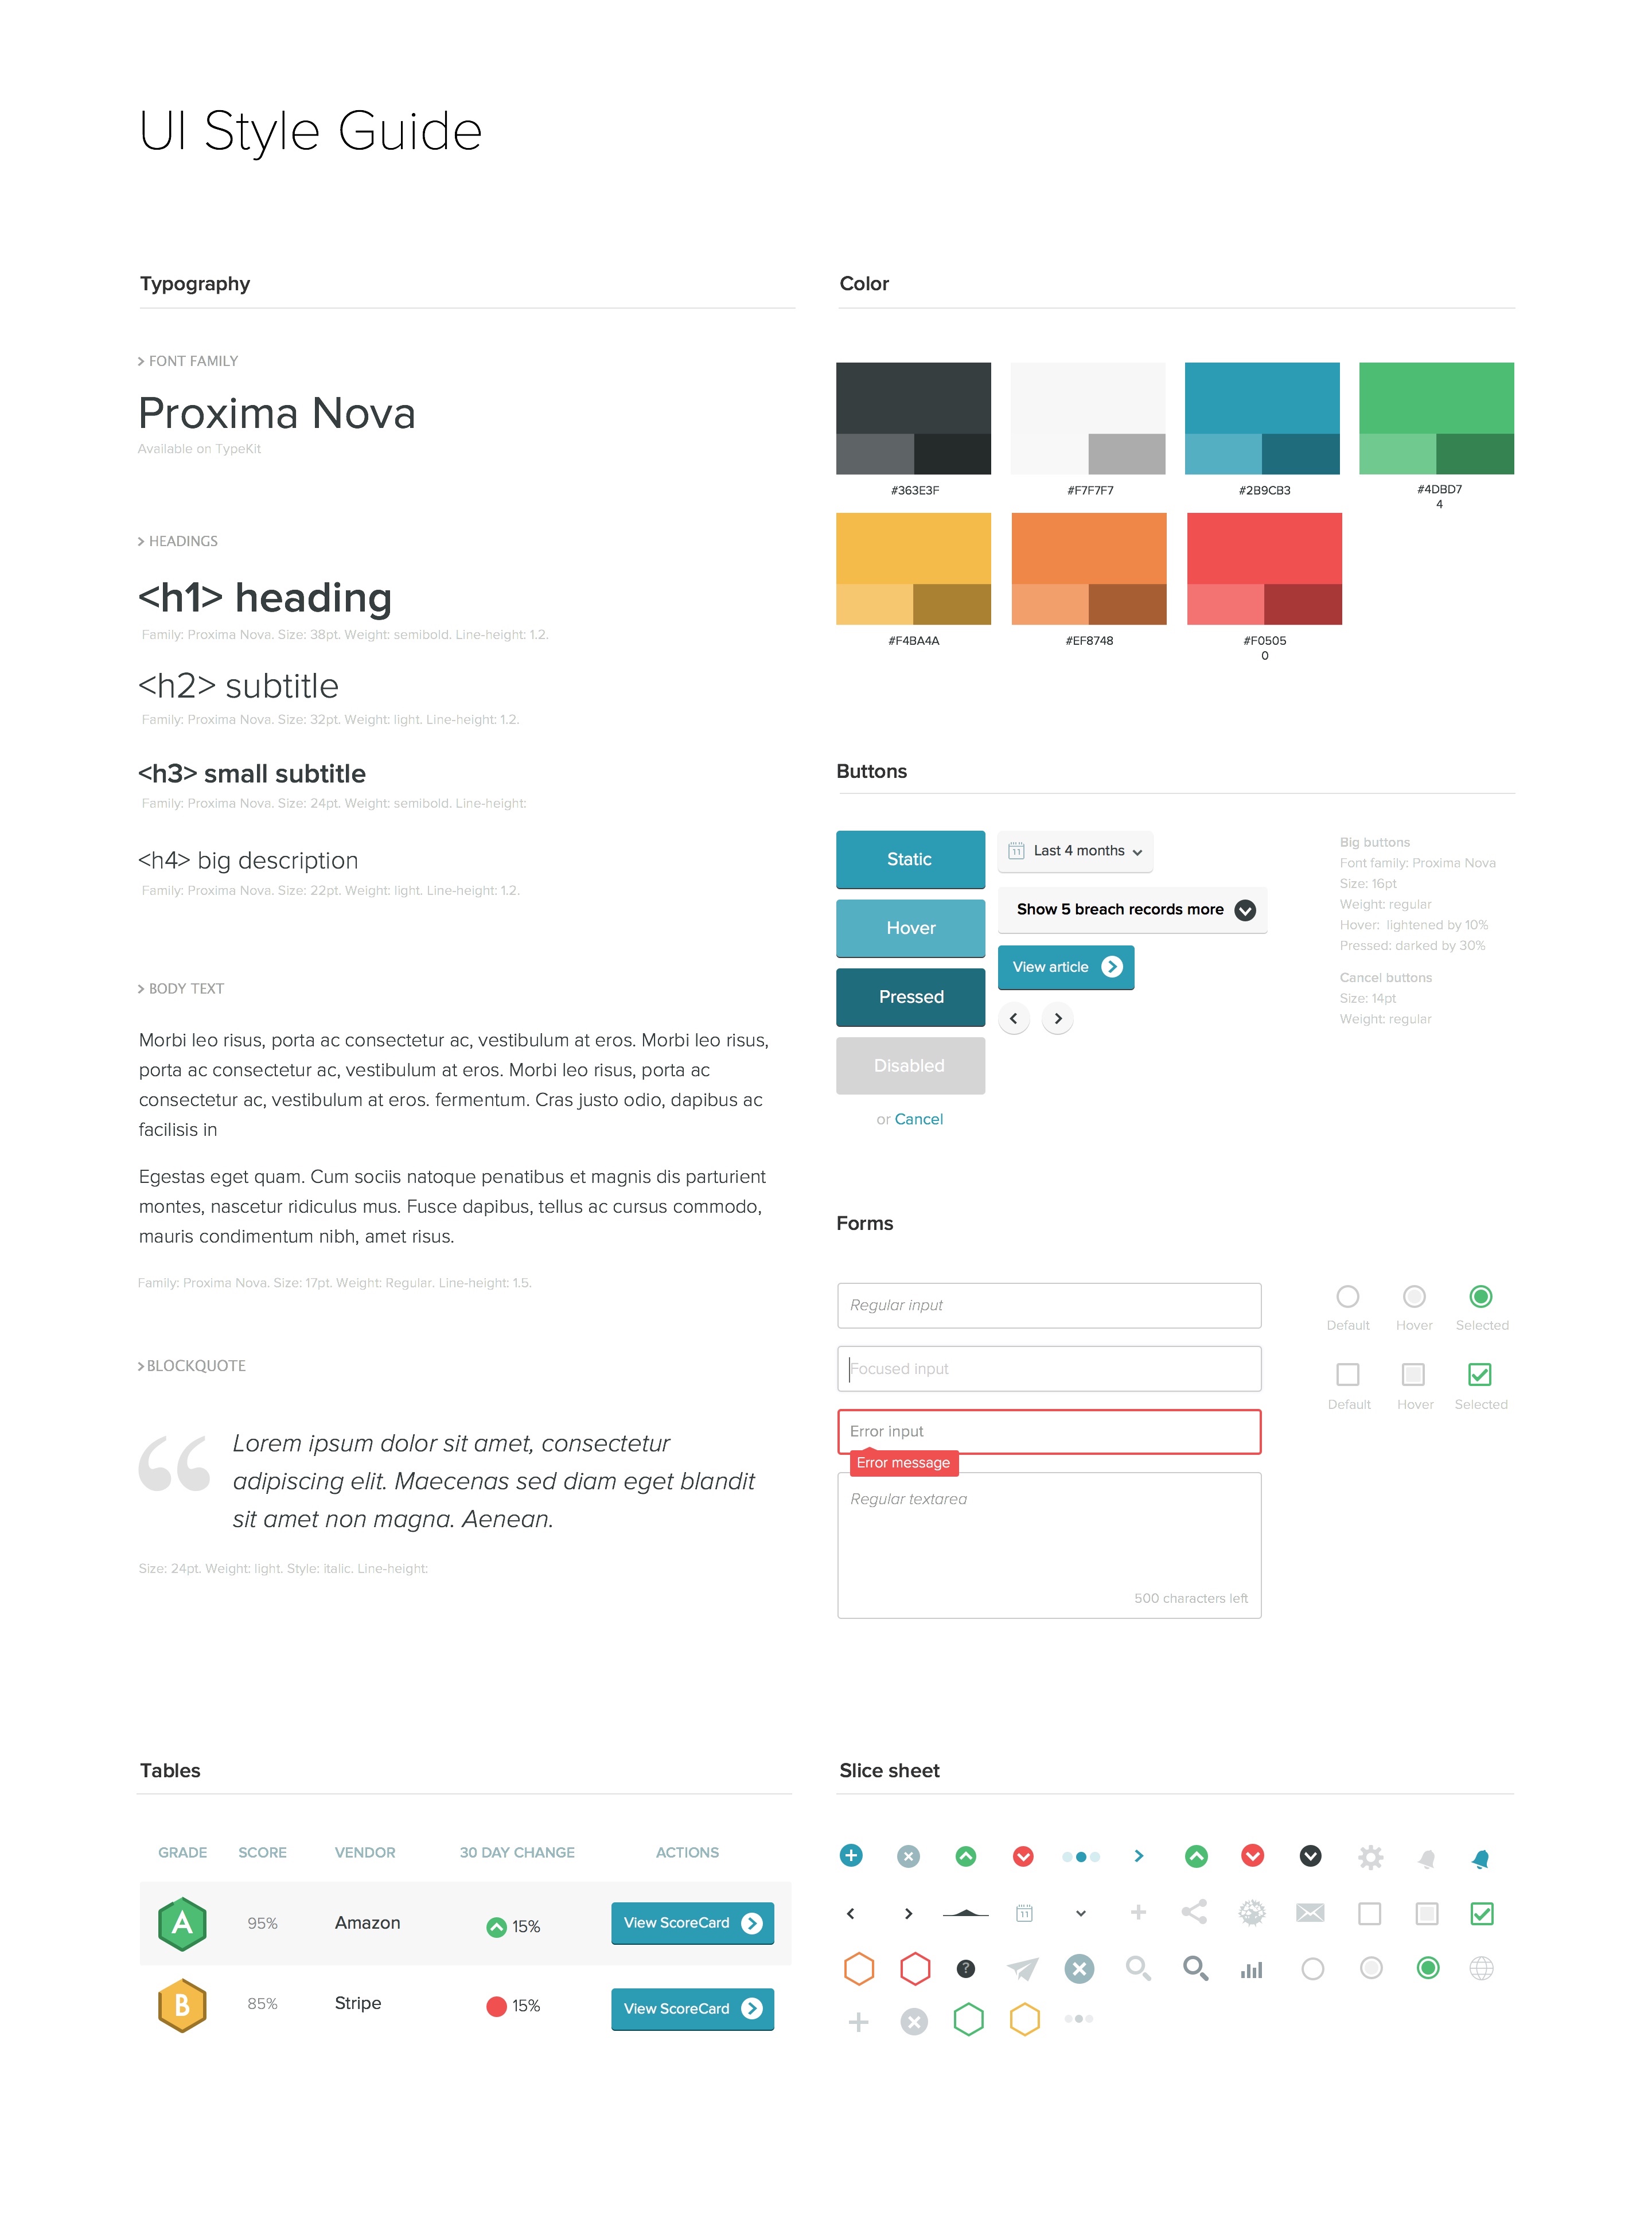 UI Style Guide
Typography
> FONT FAMILY
Proxima Nova
Available on TypeKit
> HEADINGS
<h1> heading
Family: Proxima Nova. Size: 38pt. Weight: semibold. Line-height: 1.2.
<h2> subtitle
Family: Proxima Nova. Size: 32pt. Weight: light. Line-height: 1.2.
<h3> small subtitle
Family: Proxima Nova. Size: 24pt. Weight: semibold. Line-height:
<h4> big description
Family: Proxima Nova. Size: 22pt. Weight: light. Line-height: 1.2.
> BODY TEXT
Morbi leo risus, porta ac consectetur ac, vestibulum at eros. Morbi leo risus,
porta ac consectetur ac, vestibulum at eros. Morbi leo risus, porta ac
consectetur ac, vestibulum at eros. fermentum. Cras justo odio, dapibus ac
facilisis in
Egestas eget quam. Cum sociis natoque penatibus et magnis dis parturient
montes, nascetur ridiculus mus. Fusce dapibus, tellus ac cursus commodo,
mauris condimentum nibh, amet risus.
Family: Proxima Nova. Size: 17pt. Weight: Regular. Line-height: 1.5.
>BLOCKQUOTE
“
Lorem ipsum dolor sit amet, consectetur
adipiscing elit. Maecenas sed diam eget blandit
sit amet non magna. Aenean.
Size: 24pt. Weight: light. Style: italic. Line-height:
Color
#363E3F
#F7F7F7
#2B9CB3
#4DBD7
4
#F4BA4A
#EF8748
#F0505
0
Buttons
Static
Hover
Pressed
Disabled
or Cancel
11 Last 4 months
Show 5 breach records more
View article
Big buttons
Font family: Proxima Nova
Size: 16pt
Weight: regular
Hover: lightened by 10%
Pressed: darked by 30%
Cancel buttons
Size: 14pt
Weight: regular
Forms
Regular input
Focused input
Error input
Error message
Regular textarea
500 characters left
Default Hover Selected
Default Hover Selected
Tables
GRADE SCORE VENDOR 30 DAY CHANGE ACTIONS
A 95% Amazon 15% View ScoreCard
B 85% Stripe 15% View ScoreCard
Slice sheet
11
?